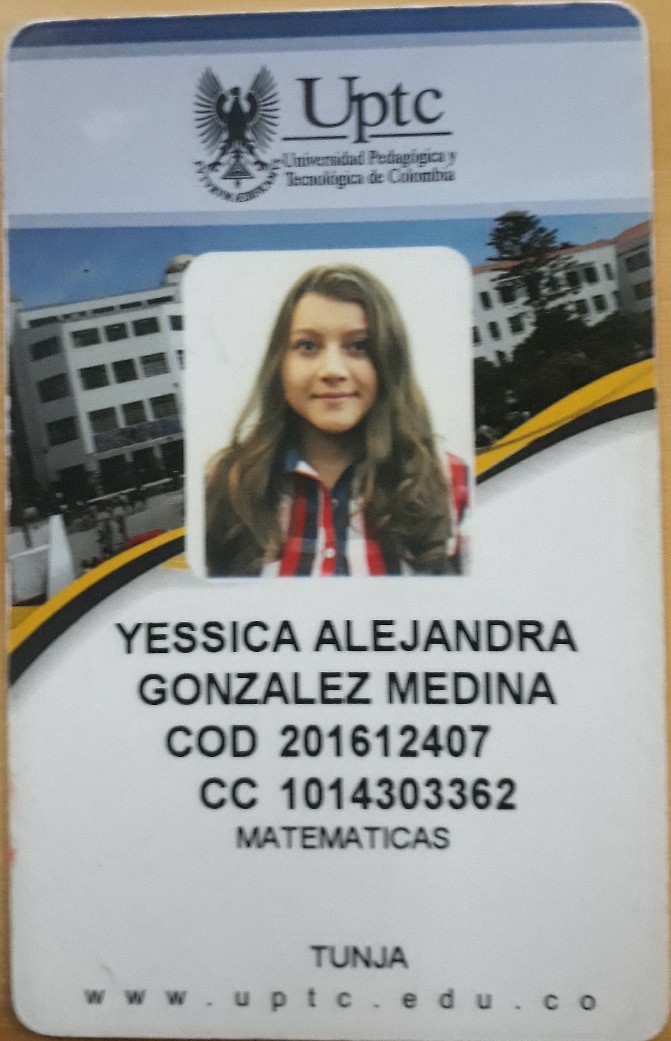 Uptc
Universidad Pedagógica y
Tecnológica de Colombia
YESSICA ALEJANDRA
GONZALEZ MEDINA
COD 201612407
CC 1014303362
MATEMATICAS
TUNJA
www.uptc.edu.co